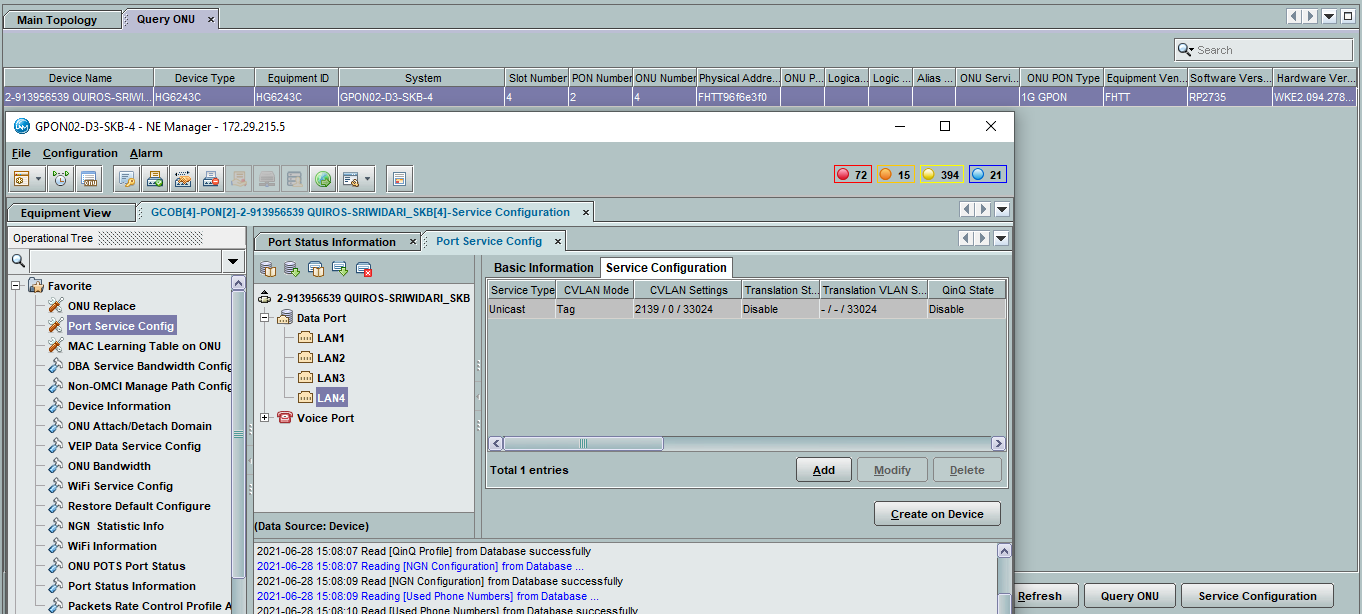 Main Topology
Query ONU
Search
Device Name Device Type Equipment ID System Slot Number PON Number ONU Number Physical Addre... ONU P... Logica... Logic ... Alias ... ONU Servi... ONU PON Type Equipment Ven... Software Vers... Hardware Ver...
2-913956539 QUIROS-SRIWI... HG6243C HG6243C GPON02-D3-SKB-4 4 2 4 FHTT96f6e3f0 1G GPON FHTT RP2735 WKE2.094.278...
GPON02-D3-SKB-4 - NE Manager - 172.29.215.5
File Configuration Alarm
72 15 394 21
Equipment View
GCOB[4]-PON[2]-2-913956539 QUIROS-SRIWIDARI_SKB[4]-Service Configuration
Operational Tree
Favorite
ONU Replace
Port Service Config
MAC Learning Table on ONU
DBA Service Bandwidth Config
Non-OMCI Manage Path Config
Device Information
ONU Attach/Detach Domain
VEIP Data Service Config
ONU Bandwidth
WiFi Service Config
Restore Default Configure
NGN Statistic Info
WiFi Information
ONU POTS Port Status
Port Status Information
Packets Rate Control Profile A
Port Status Information
Port Service Config
2-913956539 QUIROS-SRIWIDARI_SKB
Data Port
LAN1
LAN2
LAN3
LAN4
Voice Port
(Data Source: Device)
Basic Information
Service Configuration
Service Type CVLAN Mode CVLAN Settings Translation St... Translation VLAN S... QinQ State
Unicast Tag 2139 / 0 / 33024 Disable - / - / 33024 Disable
Total 1 entries
Add Modify Delete
Create on Device
2021-06-28 15:08:07 Read [QinQ Profile] from Database successfully
2021-06-28 15:08:07 Reading [NGN Configuration] from Database ...
2021-06-28 15:08:09 Read [NGN Configuration] from Database successfully
2021-06-28 15:08:09 Reading [Used Phone Numbers] from Database ...
2021-06-28 15:08:10 Read [Used Phone Numbers] from Database successfully
Refresh Query ONU Service Configuration